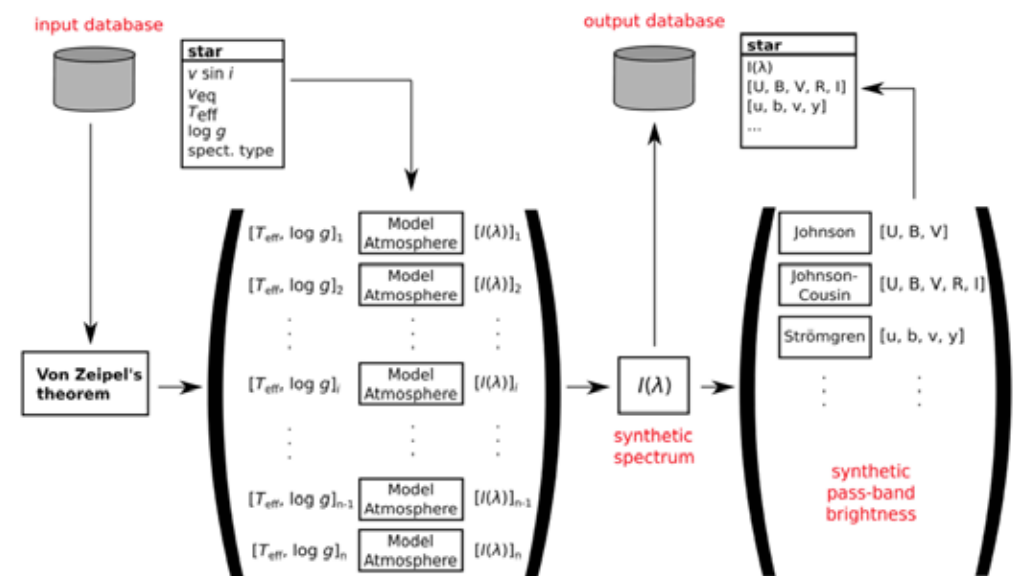 input database
star
v sin i
veq
Teff
log g
spect. type
output database
star
I(λ)
[U, B, V, R, I]
[u, b, v, y]
...
Von Zeipel's
theorem
[Teff, log g]1 Model Atmosphere [I(λ)]1
[Teff, log g]2 Model Atmosphere [I(λ)]2
[Teff, log g]i Model Atmosphere [I(λ)]i
[Teff, log g]n-1 Model Atmosphere [I(λ)]n-1
[Teff, log g]n Model Atmosphere [I(λ)]n
I(λ)
synthetic
spectrum
Johnson [U, B, V]
Johnson-Cousin [U, B, V, R, I]
Strömgren [u, b, v, y]
synthetic
pass-band
brightness